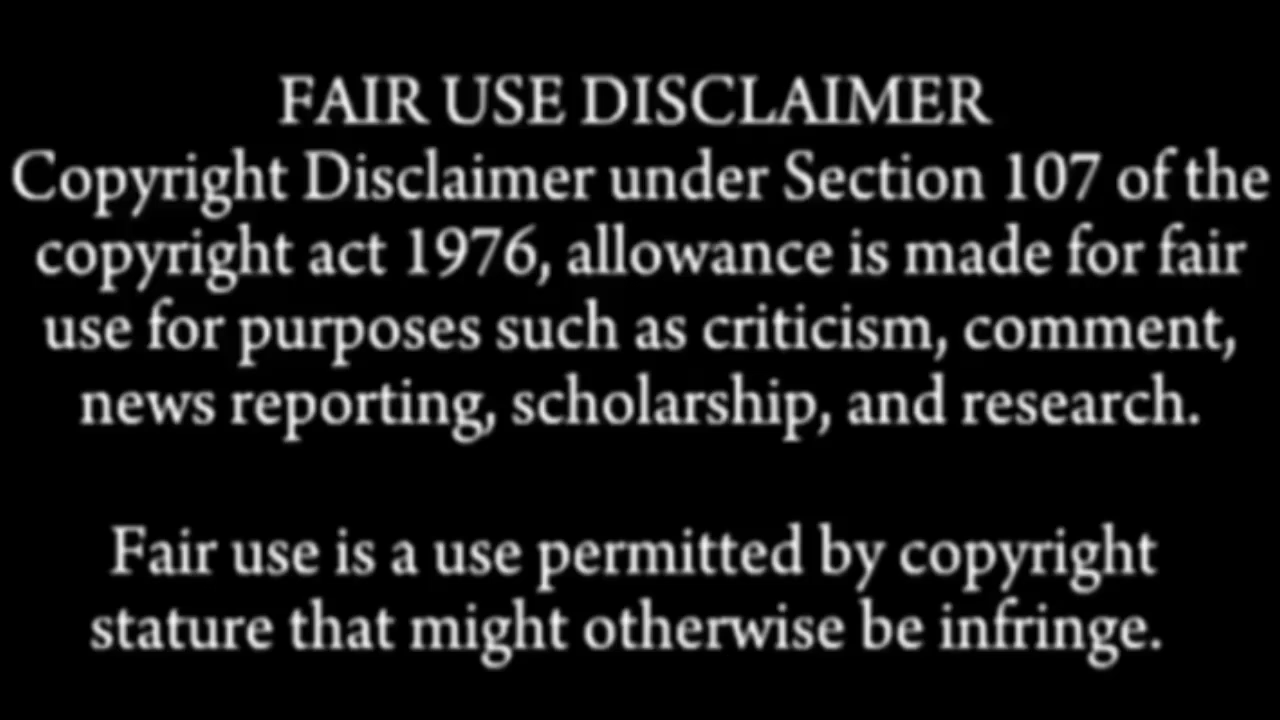 FAIR USE DISCLAIMER
Copyright Disclaimer under Section 107 of the
copyright act 1976, allowance is made for fair
use for purposes such as criticism, comment,
news reporting, scholarship, and research.
Fair use is a use permitted by copyright
stature that might otherwise be infringe.